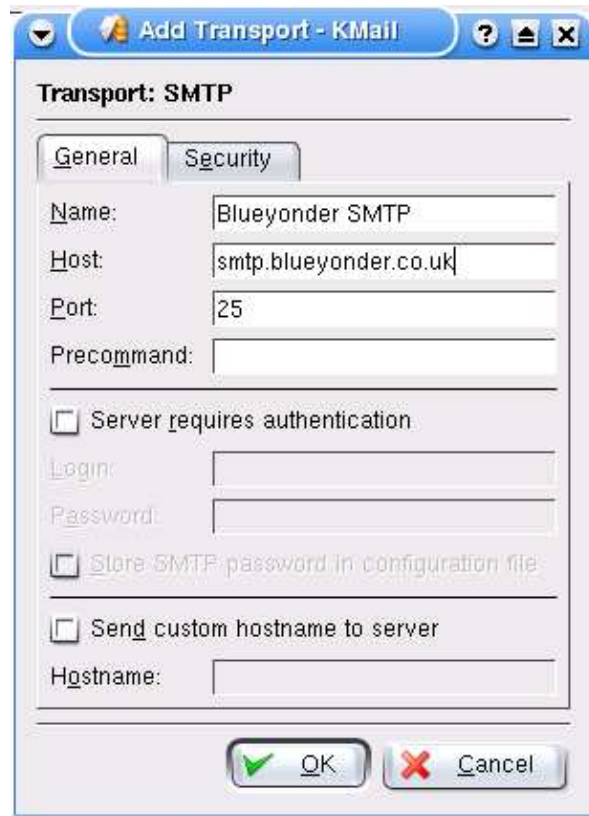 Add Transport - KMail
Transport: SMTP
General Security
Name: Blueyonder SMTP
Host: smtp.blueyonder.co.uk
Port: 25
Precommand:
Server requires authentication
Login:
Password:
Store SMTP password in configuration file
Send custom hostname to server
Hostname:
OK Cancel